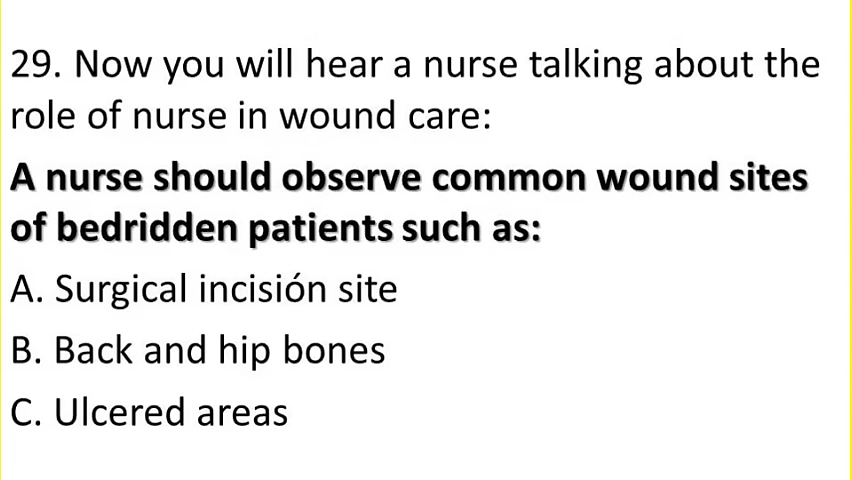 29. Now you will hear a nurse talking about the
role of nurse in wound care:
A nurse should observe common wound sites
of bedridden patients such as:
A. Surgical incisión site
B. Back and hip bones
C. Ulcered areas